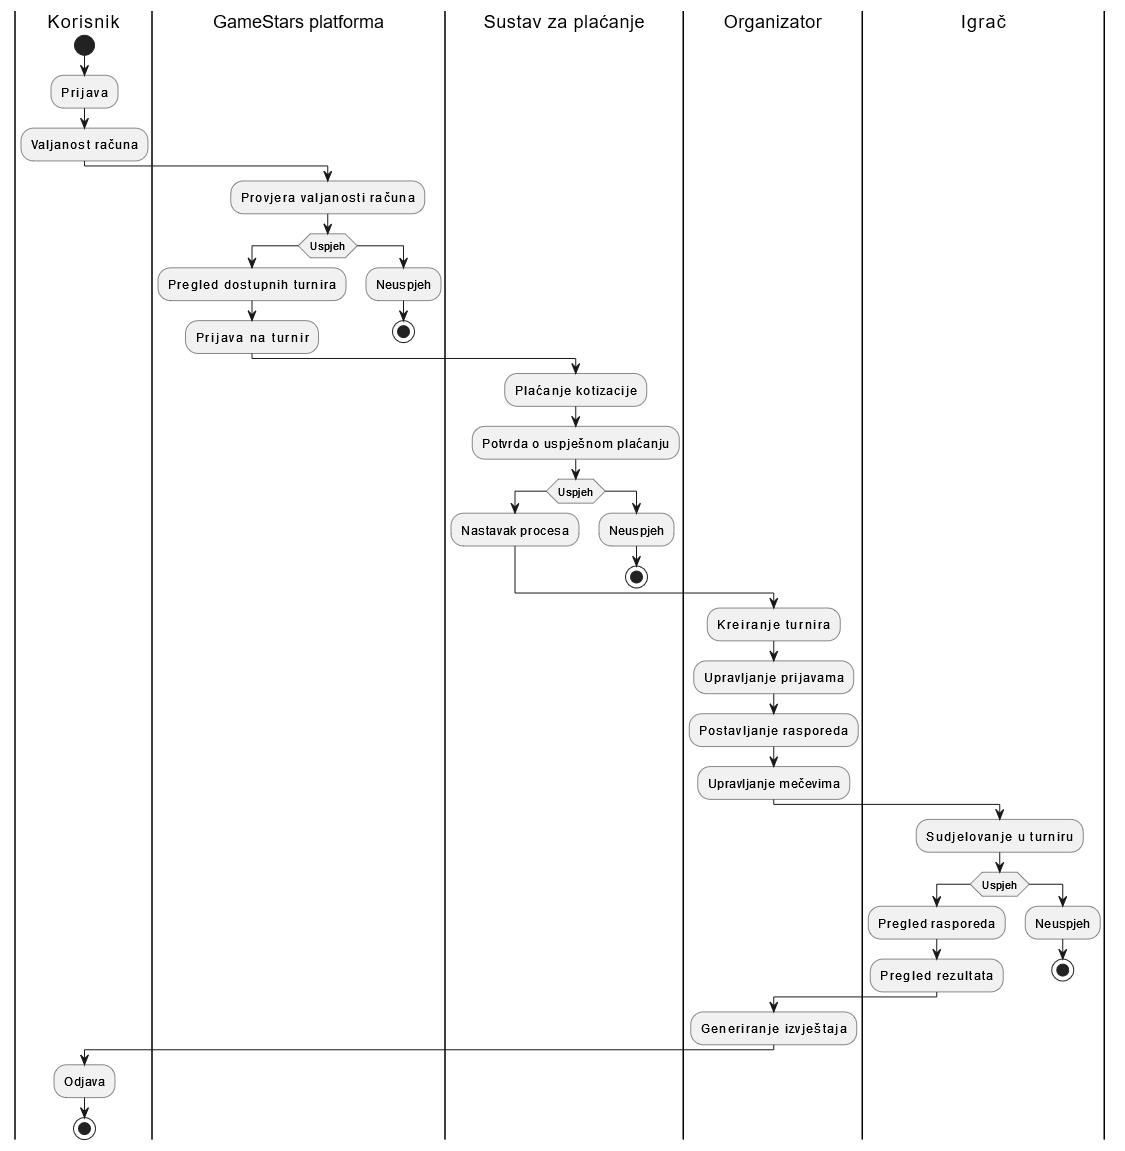 Korisnik
GameStars platforma
Sustav za plaćanje
Organizator
Igrač
Prijava
Valjanost računa
Provjera valjanosti računa
Uspjeh
Pregled dostupnih turnira
Neuspjeh
Prijava na turnir
Plaćanje kotizacije
Potvrda o uspješnom plaćanju
Uspjeh
Nastavak procesa
Neuspjeh
Kreiranje turnira
Upravljanje prijavama
Postavljanje rasporeda
Upravljanje mečevima
Sudjelovanje u turniru
Uspjeh
Pregled rasporeda
Neuspjeh
Pregled rezultata
Generiranje izvještaja
Odjava